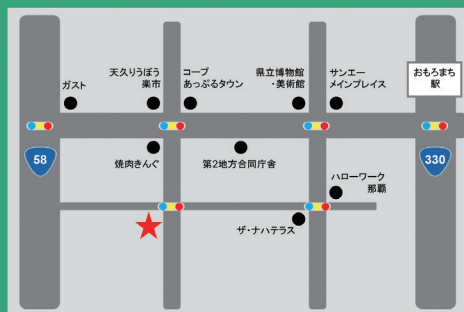 ガスト
天久りうぼう
楽市
コープ
あっぷるタウン
県立博物館
・美術館
サンエー
メインプレイス
おもろまち
駅
58
焼肉きんぐ
第2地方合同庁舎
330
ハローワーク
那覇
ザ・ナハテラス